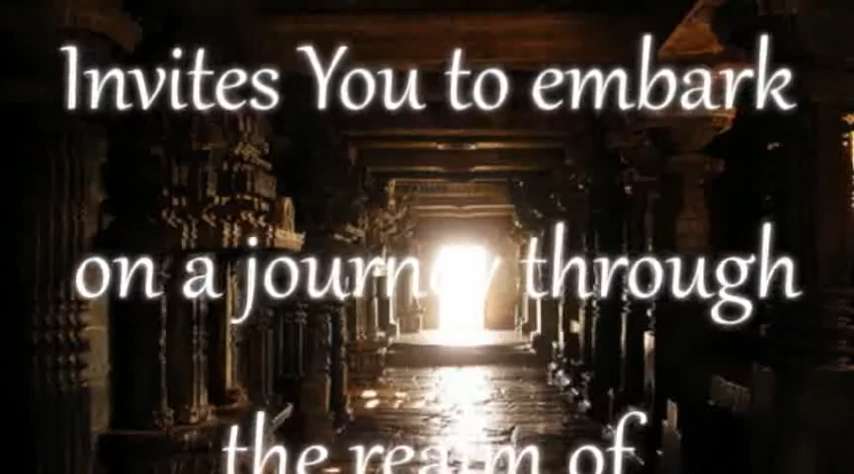 Invites You to embark
on a journey through
the realm of